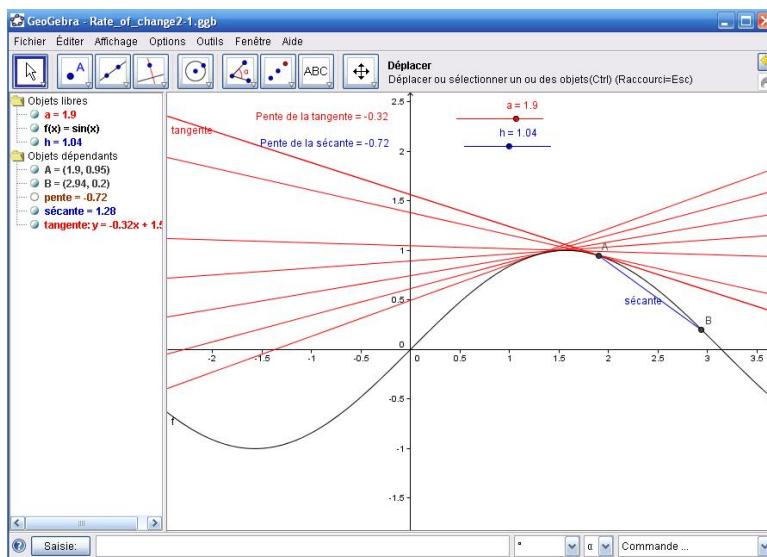 GeoGebra - Rate_of_change2-1.ggb
Fichier Éditer Affichage Options Outils Fenêtre Aide
A
α
ABC
Déplacer
Déplacer ou sélectionner un ou des objets(Ctrl) (Raccourci=Esc)
Objets libres
a = 1.9
f(x) = sin(x)
h = 1.04
Objets dépendants
A = (1.9, 0.95)
B = (2.94, 0.2)
pente = -0.72
sécante = 1.28
tangente: y = -0.32x + 1.5
Pente de la tangente = -0.32
a = 1.9
tangente
Pente de la sécante = -0.72
h = 1.04
2.5
2
1.5
1
0.5
0
-0.5
-1
-1.5
-2 -1.5 -1 -0.5 0 0.5 1 1.5 2 2.5 3 3.5
A
sécante
B
f
Saisie:
°
α
Commande ...